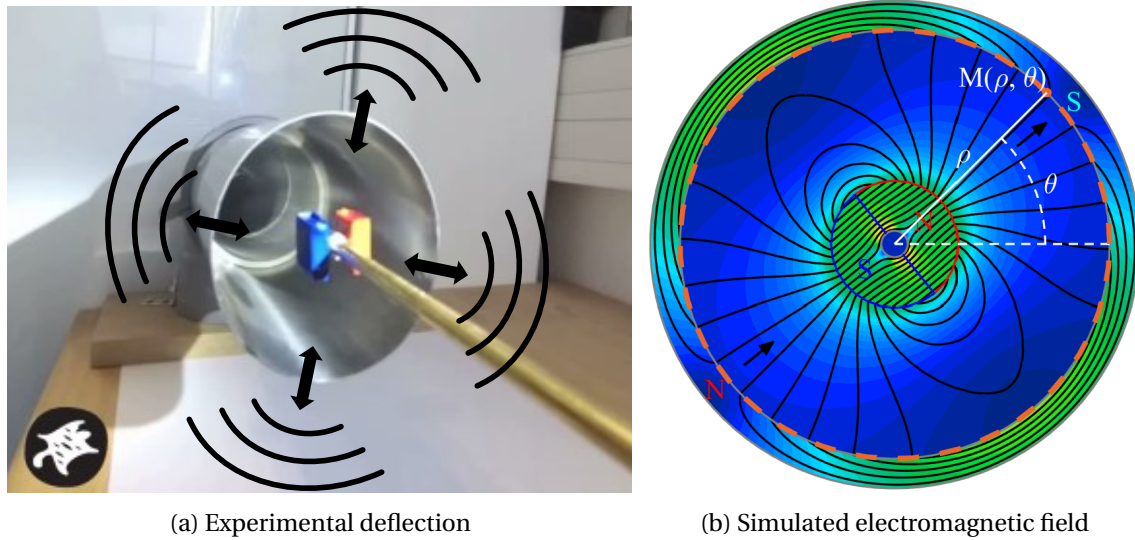 M(ρ, θ)
S
ρ
θ
N
S
N
(a) Experimental deflection
(b) Simulated electromagnetic field